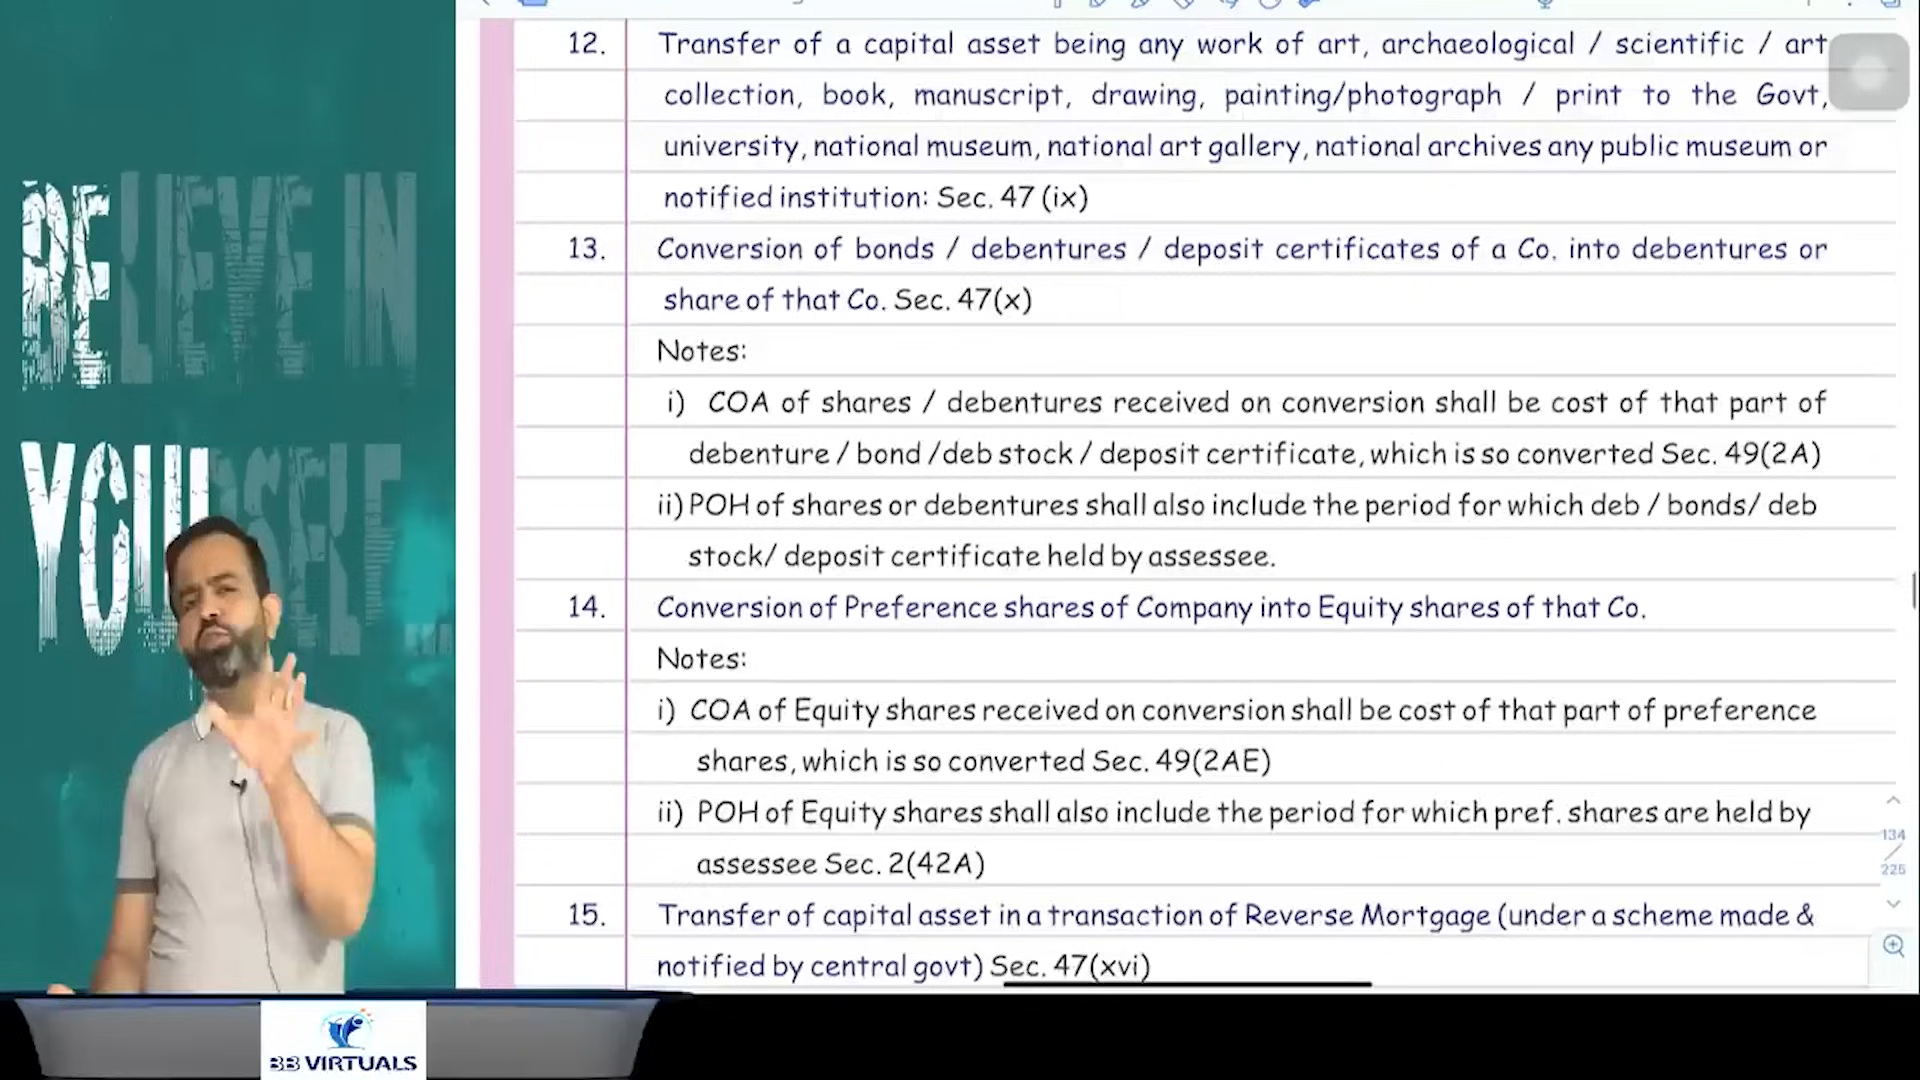 BELIEVE IN
12. Transfer of a capital asset being any work of art, archaeological / scientific / art
collection, book, manuscript, drawing, painting/photograph / print to the Govt,
university, national museum, national art gallery, national archives any public museum or
notified institution: Sec. 47 (ix)
13. Conversion of bonds / debentures / deposit certificates of a Co. into debentures or
share of that Co. Sec. 47(x)
Notes:
i) COA of shares / debentures received on conversion shall be cost of that part of
debenture / bond /deb stock / deposit certificate, which is so converted Sec. 49(2A)
ii) POH of shares or debentures shall also include the period for which deb / bonds/ deb
stock/ deposit certificate held by assessee.
14. Conversion of Preference shares of Company into Equity shares of that Co.
Notes:
i) COA of Equity shares received on conversion shall be cost of that part of preference
shares, which is so converted Sec. 49(2AE)
ii) POH of Equity shares shall also include the period for which pref. shares are held by
assessee Sec. 2(42A)
15. Transfer of capital asset in a transaction of Reverse Mortgage (under a scheme made &
notified by central govt) Sec. 47(xvi)
134
225
BB VIRTUALS